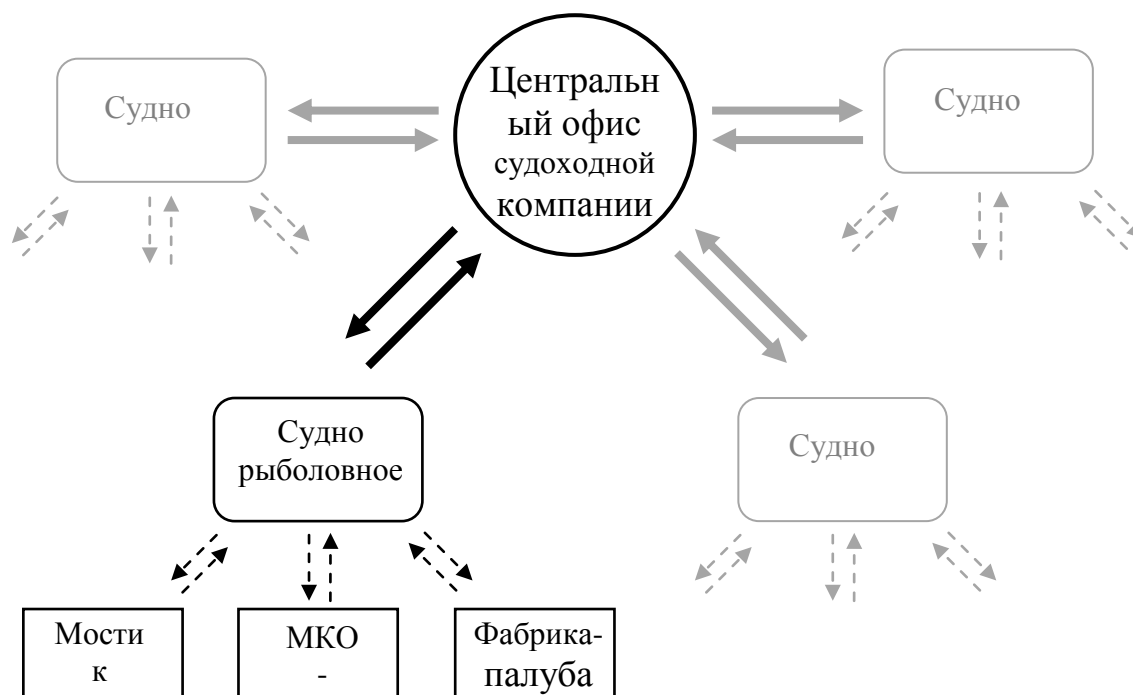 Судно
Центральн
ый офис
судоходной
компании
Судно
Судно
рыболовное
Судно
Мости
к
МКО
-
Фабрика-
палуба